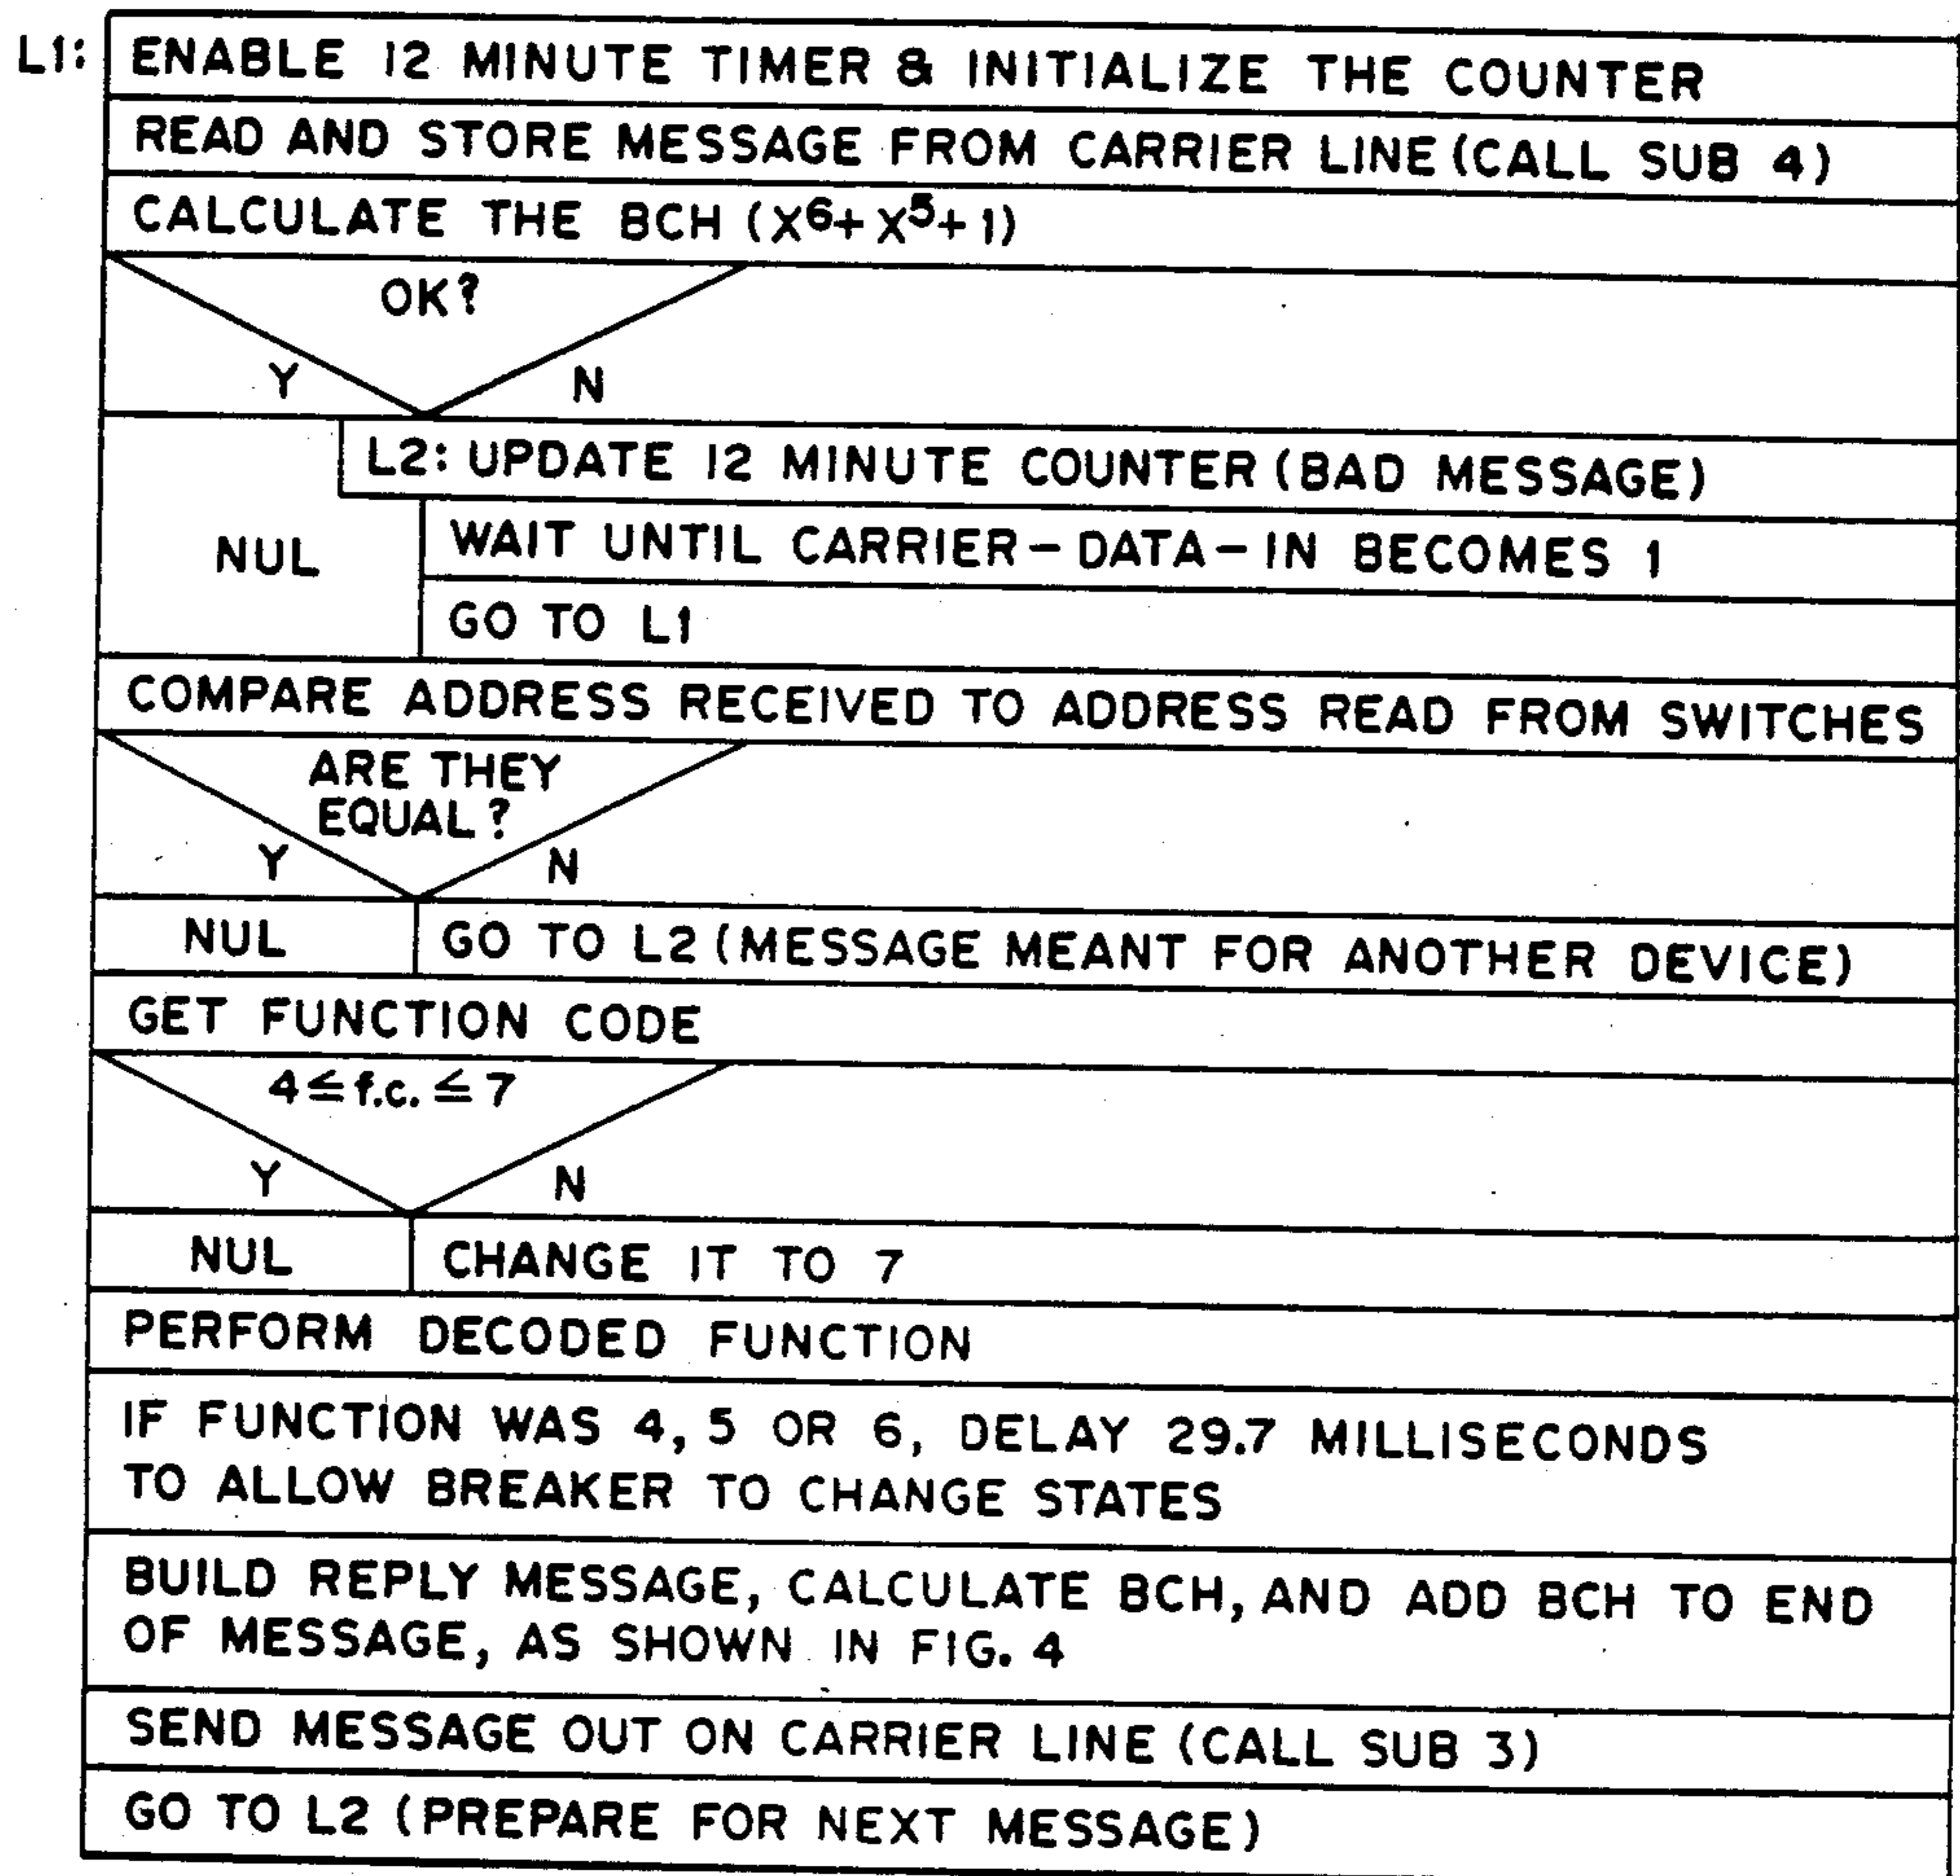 L1: ENABLE 12 MINUTE TIMER & INITIALIZE THE COUNTER
READ AND STORE MESSAGE FROM CARRIER LINE (CALL SUB 4)
CALCULATE THE BCH (X⁶+X⁵+1)
OK?
Y N
L2: UPDATE 12 MINUTE COUNTER (BAD MESSAGE)
NUL
WAIT UNTIL CARRIER-DATA-IN BECOMES 1
GO TO L1
COMPARE ADDRESS RECEIVED TO ADDRESS READ FROM SWITCHES
ARE THEY
EQUAL?
Y N
NUL GO TO L2 (MESSAGE MEANT FOR ANOTHER DEVICE)
GET FUNCTION CODE
4≤f.c.≤7
Y N
NUL CHANGE IT TO 7
PERFORM DECODED FUNCTION
IF FUNCTION WAS 4, 5 OR 6, DELAY 29.7 MILLISECONDS
TO ALLOW BREAKER TO CHANGE STATES
BUILD REPLY MESSAGE, CALCULATE BCH, AND ADD BCH TO END
OF MESSAGE, AS SHOWN IN FIG. 4
SEND MESSAGE OUT ON CARRIER LINE (CALL SUB 3)
GO TO L2 (PREPARE FOR NEXT MESSAGE)